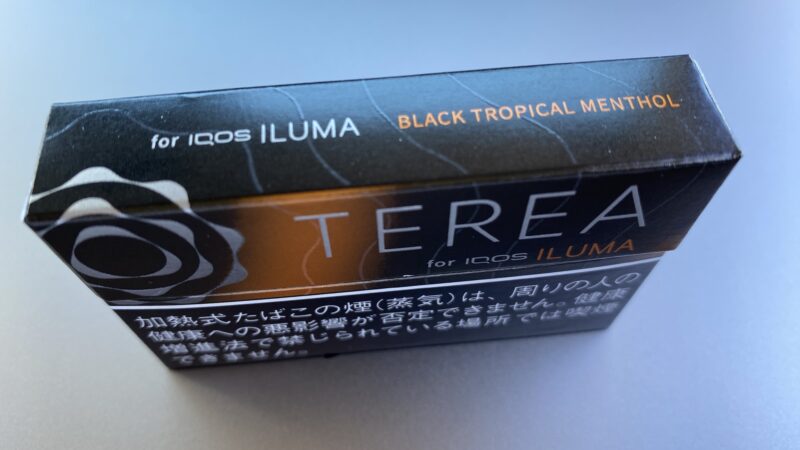 for IQOS ILUMA BLACK TROPICAL MENTHOL
TEREA
for IQOS ILUMA
加熱式たばこの煙(蒸気)は、周りの人の
健康への悪影響が否定できません。健康
増進法で禁じられている場所では喫煙
できません。